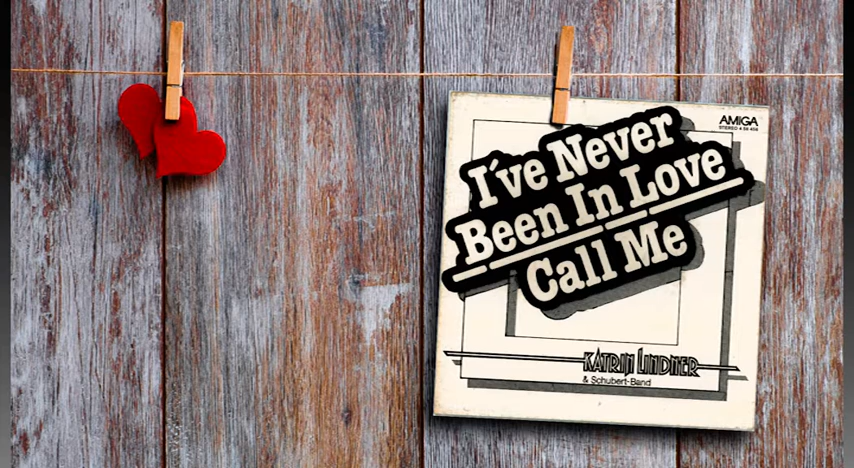 AMIGA
STEREO 4 56 458
I've Never
Been In Love
Call Me
KATRIN LINDNER
& Schubert-Band